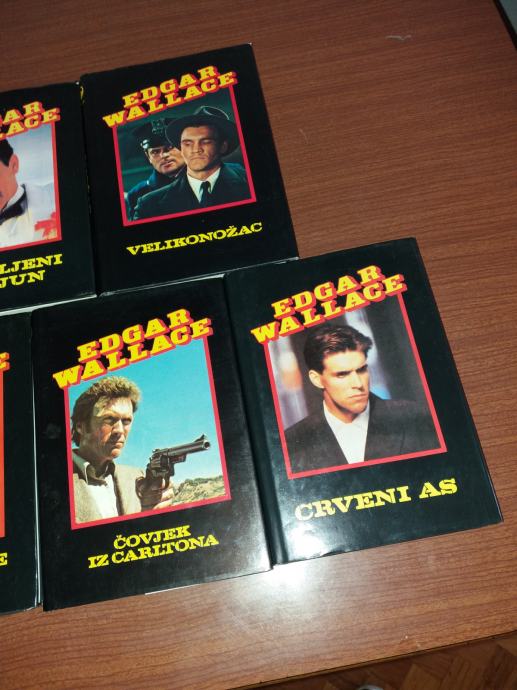 EDGAR
WALLACE
VELIKONOŽAC
EDGAR
WALLACE
ČOVJEK
IZ CARLTONA
EDGAR
WALLACE
CRVENI AS